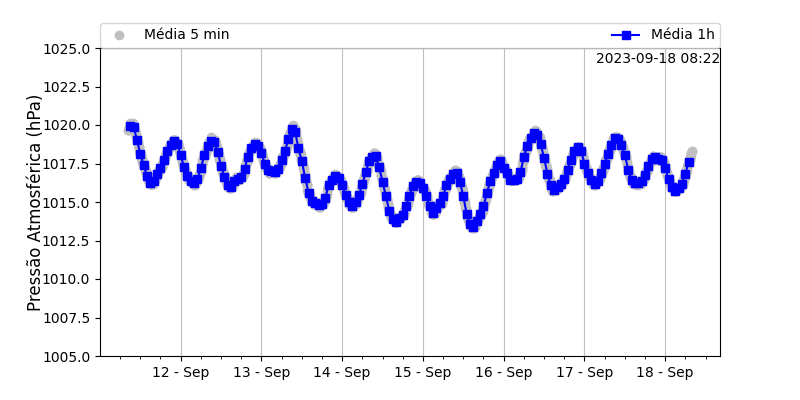 Média 5 min
Média 1h
2023-09-18 08:22
Pressão Atmosférica (hPa)
1025.0
1022.5
1020.0
1017.5
1015.0
1012.5
1010.0
1007.5
1005.0
12 - Sep
13 - Sep
14 - Sep
15 - Sep
16 - Sep
17 - Sep
18 - Sep